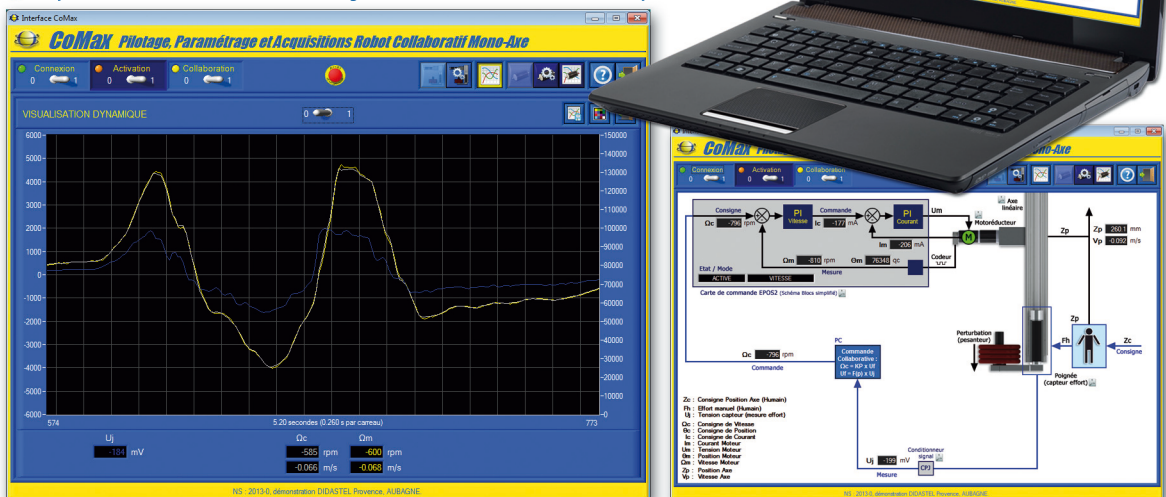 Interface CoMax
CoMax Pilotage, Paramétrage et Acquisitions Robot Collaboratif Mono-Axe
Connexion
0 1
Activation
0 1
Collaboration
0 1
VISUALISATION DYNAMIQUE
0 1
6000
5000
4000
3000
2000
1000
0
-1000
-2000
-3000
-4000
-5000
-6000
150000
140000
130000
120000
110000
100000
90000
80000
70000
60000
50000
40000
30000
20000
10000
0
574
5.20 secondes (0.260 s par carreau)
773
Uj
-184 mV
Ωc Ωm
-585 rpm -600 rpm
-0.066 m/s -0.068 m/s
NS : 2013-0, démonstration DIDASTEL Provence, AUBAGNE.
CoMax
Mono-Axe
Connexion
0 1
Activation
0 1
Collaboration
0 1
Consigne
Ωc -796 rpm
PI
Vitesse
Commande
Ic -177 mA
PI
Courant
Um
Axe
linéaire
Motoréducteur
M
Im -206 mA
Codeur
Ωm -810 rpm
Θm 76348 qc
Mesure
Etat / Mode
ACTIVE VITESSE
Carte de commande EPOS2 (Schéma Blocs simplifié)
Zp
Zp 260.1 mm
Vp -0.092 m/s
Zp
Perturbation
(pesanteur)
Fh
Zc
Consigne
Poignée
(capteur effort)
PC
Commande
Collaborative :
Ωc = KP x Uf
Uf = F(p) x Uj
Ωc -796 rpm
Commande
Zc : Consigne Position Axe (Humain)
Fh : Effort manuel (Humain)
Uj : Tension capteur (mesure effort)
Ωc : Consigne de Vitesse
Θc : Consigne de Position
Ic : Consigne de Courant
Im : Courant Moteur
Um : Tension Moteur
Θm : Position Moteur
Ωm : Vitesse Moteur
Zp : Position Axe
Vp : Vitesse Axe
Conditionneur
signal
Uj -199 mV
CPJ
Mesure
NS : 2013-0, démonstration DIDASTEL Provence, AUBAGNE.